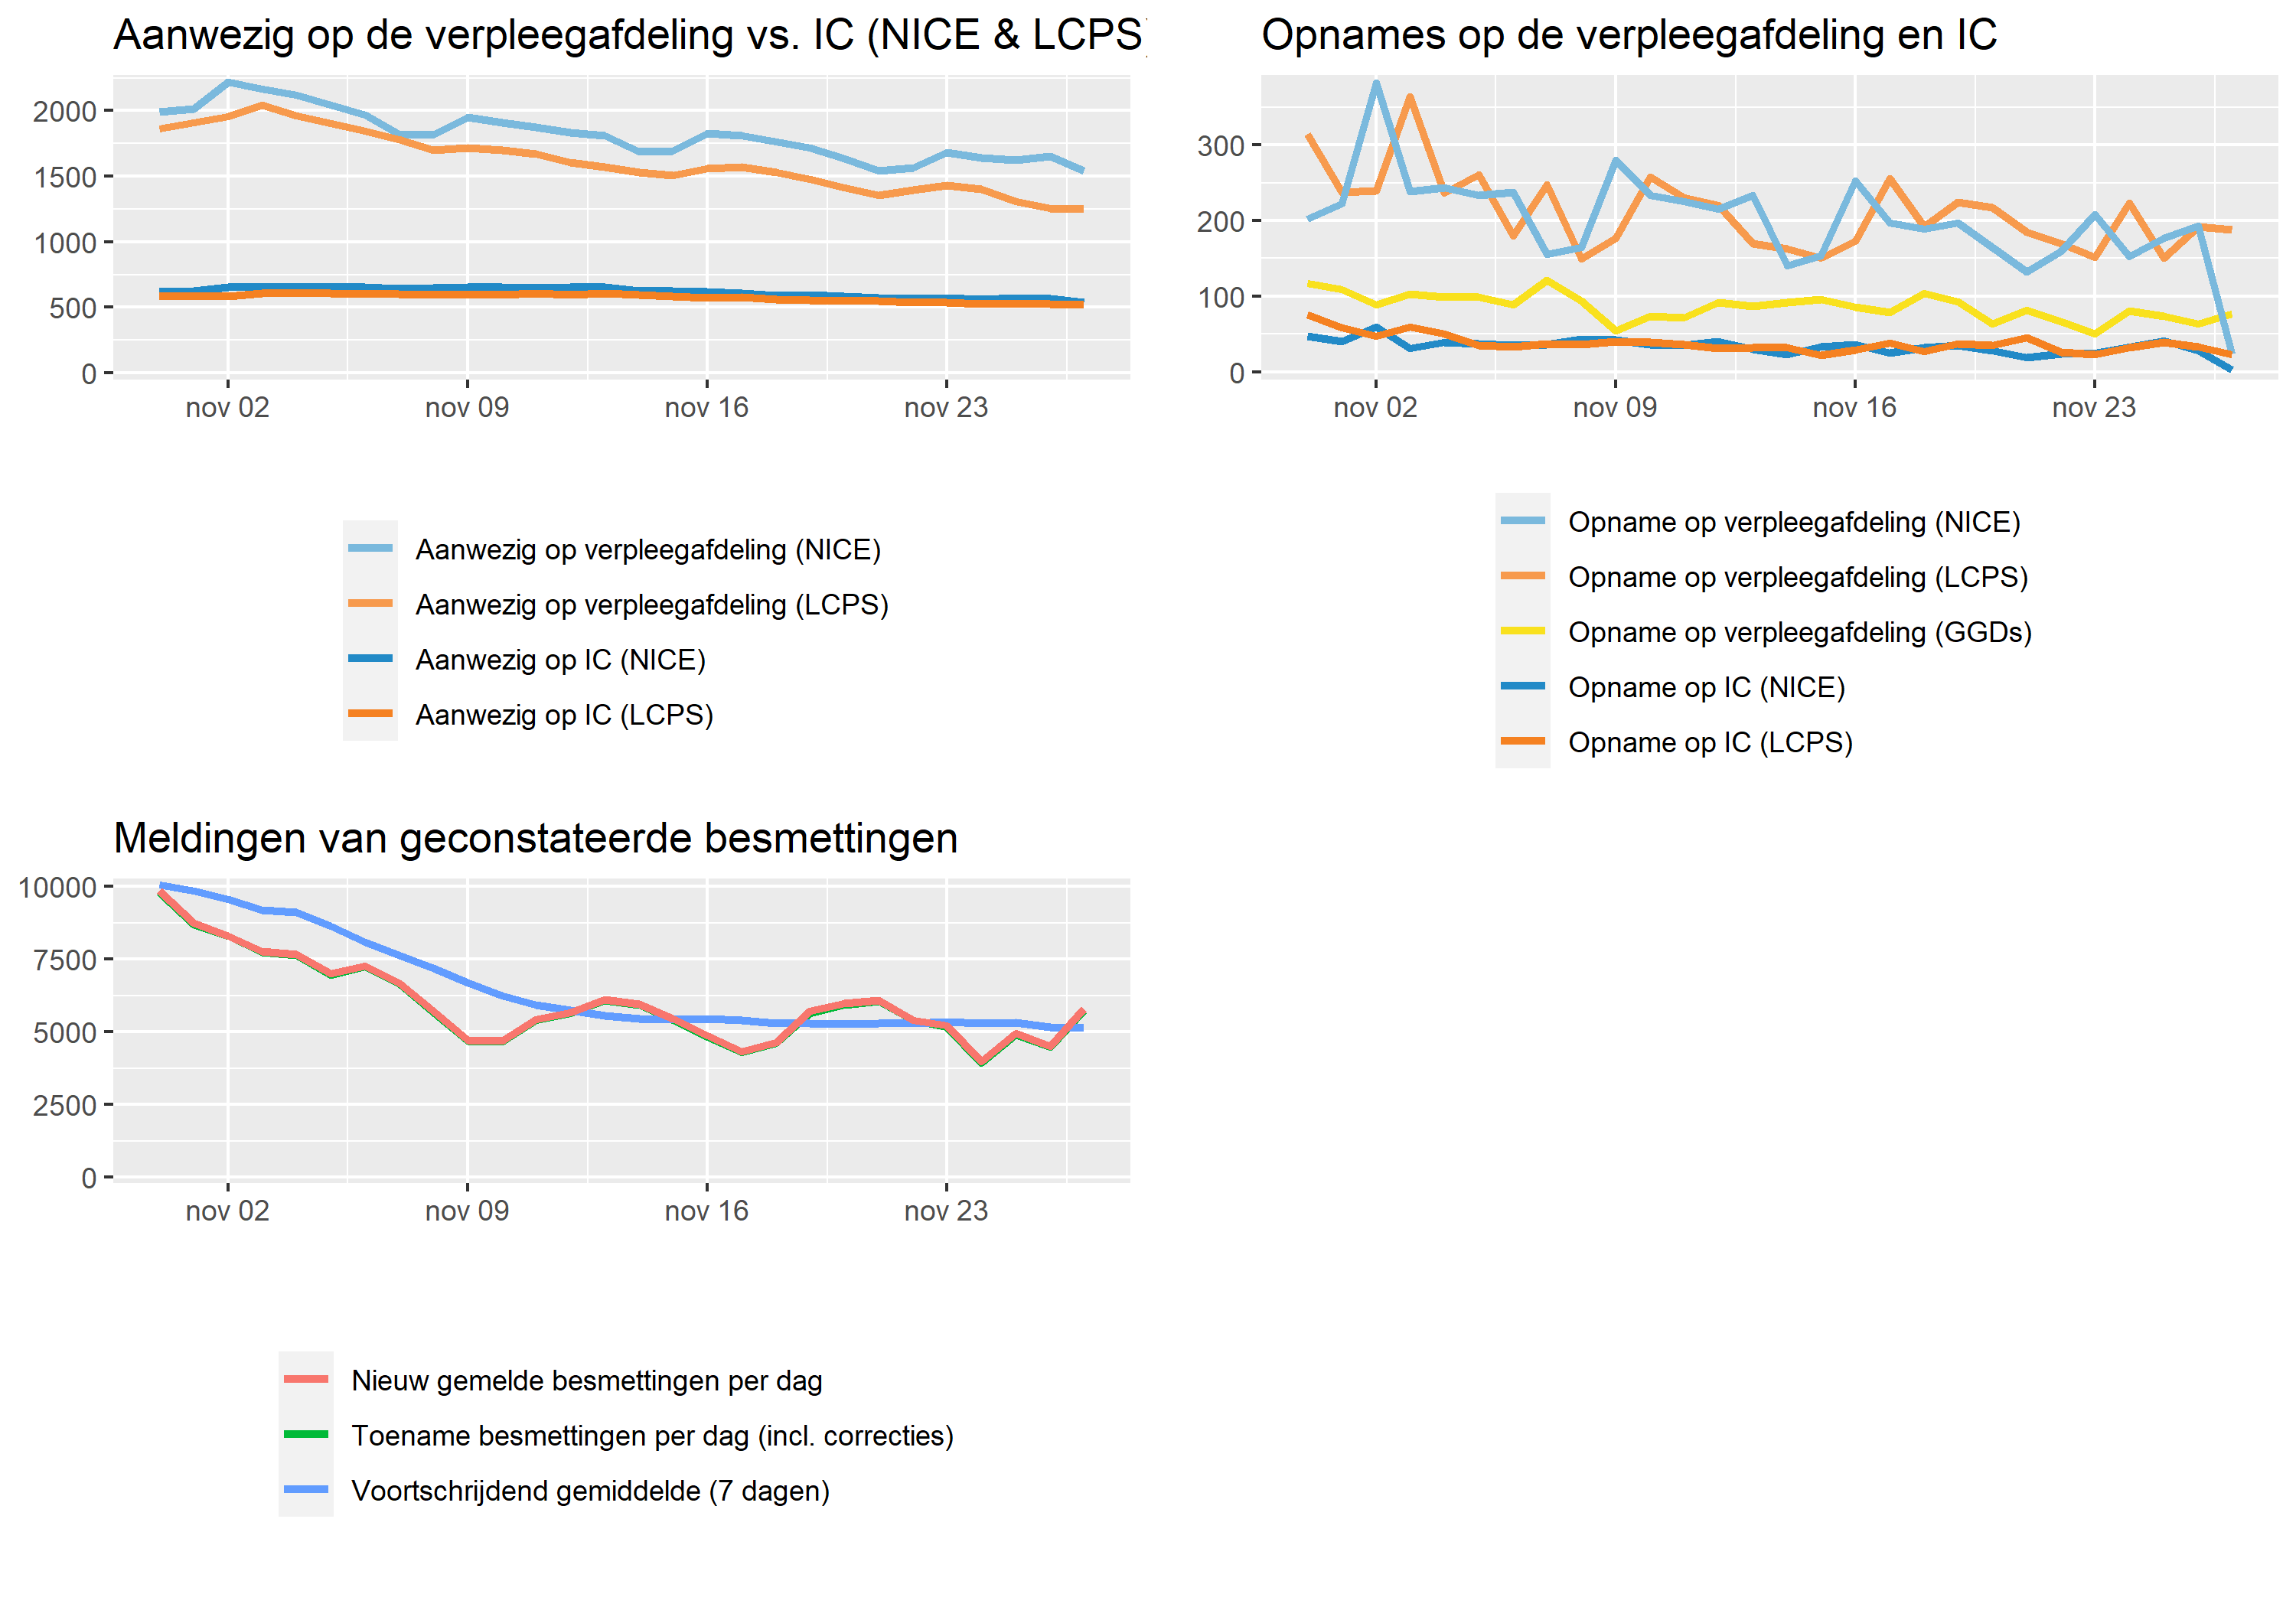 Aanwezig op de verpleegafdeling vs. IC (NICE & LCPS)
2000
1500
1000
500
0
nov 02 nov 09 nov 16 nov 23
Aanwezig op verpleegafdeling (NICE)
Aanwezig op verpleegafdeling (LCPS)
Aanwezig op IC (NICE)
Aanwezig op IC (LCPS)
Opnames op de verpleegafdeling en IC
300
200
100
0
nov 02 nov 09 nov 16 nov 23
Opname op verpleegafdeling (NICE)
Opname op verpleegafdeling (LCPS)
Opname op verpleegafdeling (GGDs)
Opname op IC (NICE)
Opname op IC (LCPS)
Meldingen van geconstateerde besmettingen
10000
7500
5000
2500
0
nov 02 nov 09 nov 16 nov 23
Nieuw gemelde besmettingen per dag
Toename besmettingen per dag (incl. correcties)
Voortschrijdend gemiddelde (7 dagen)